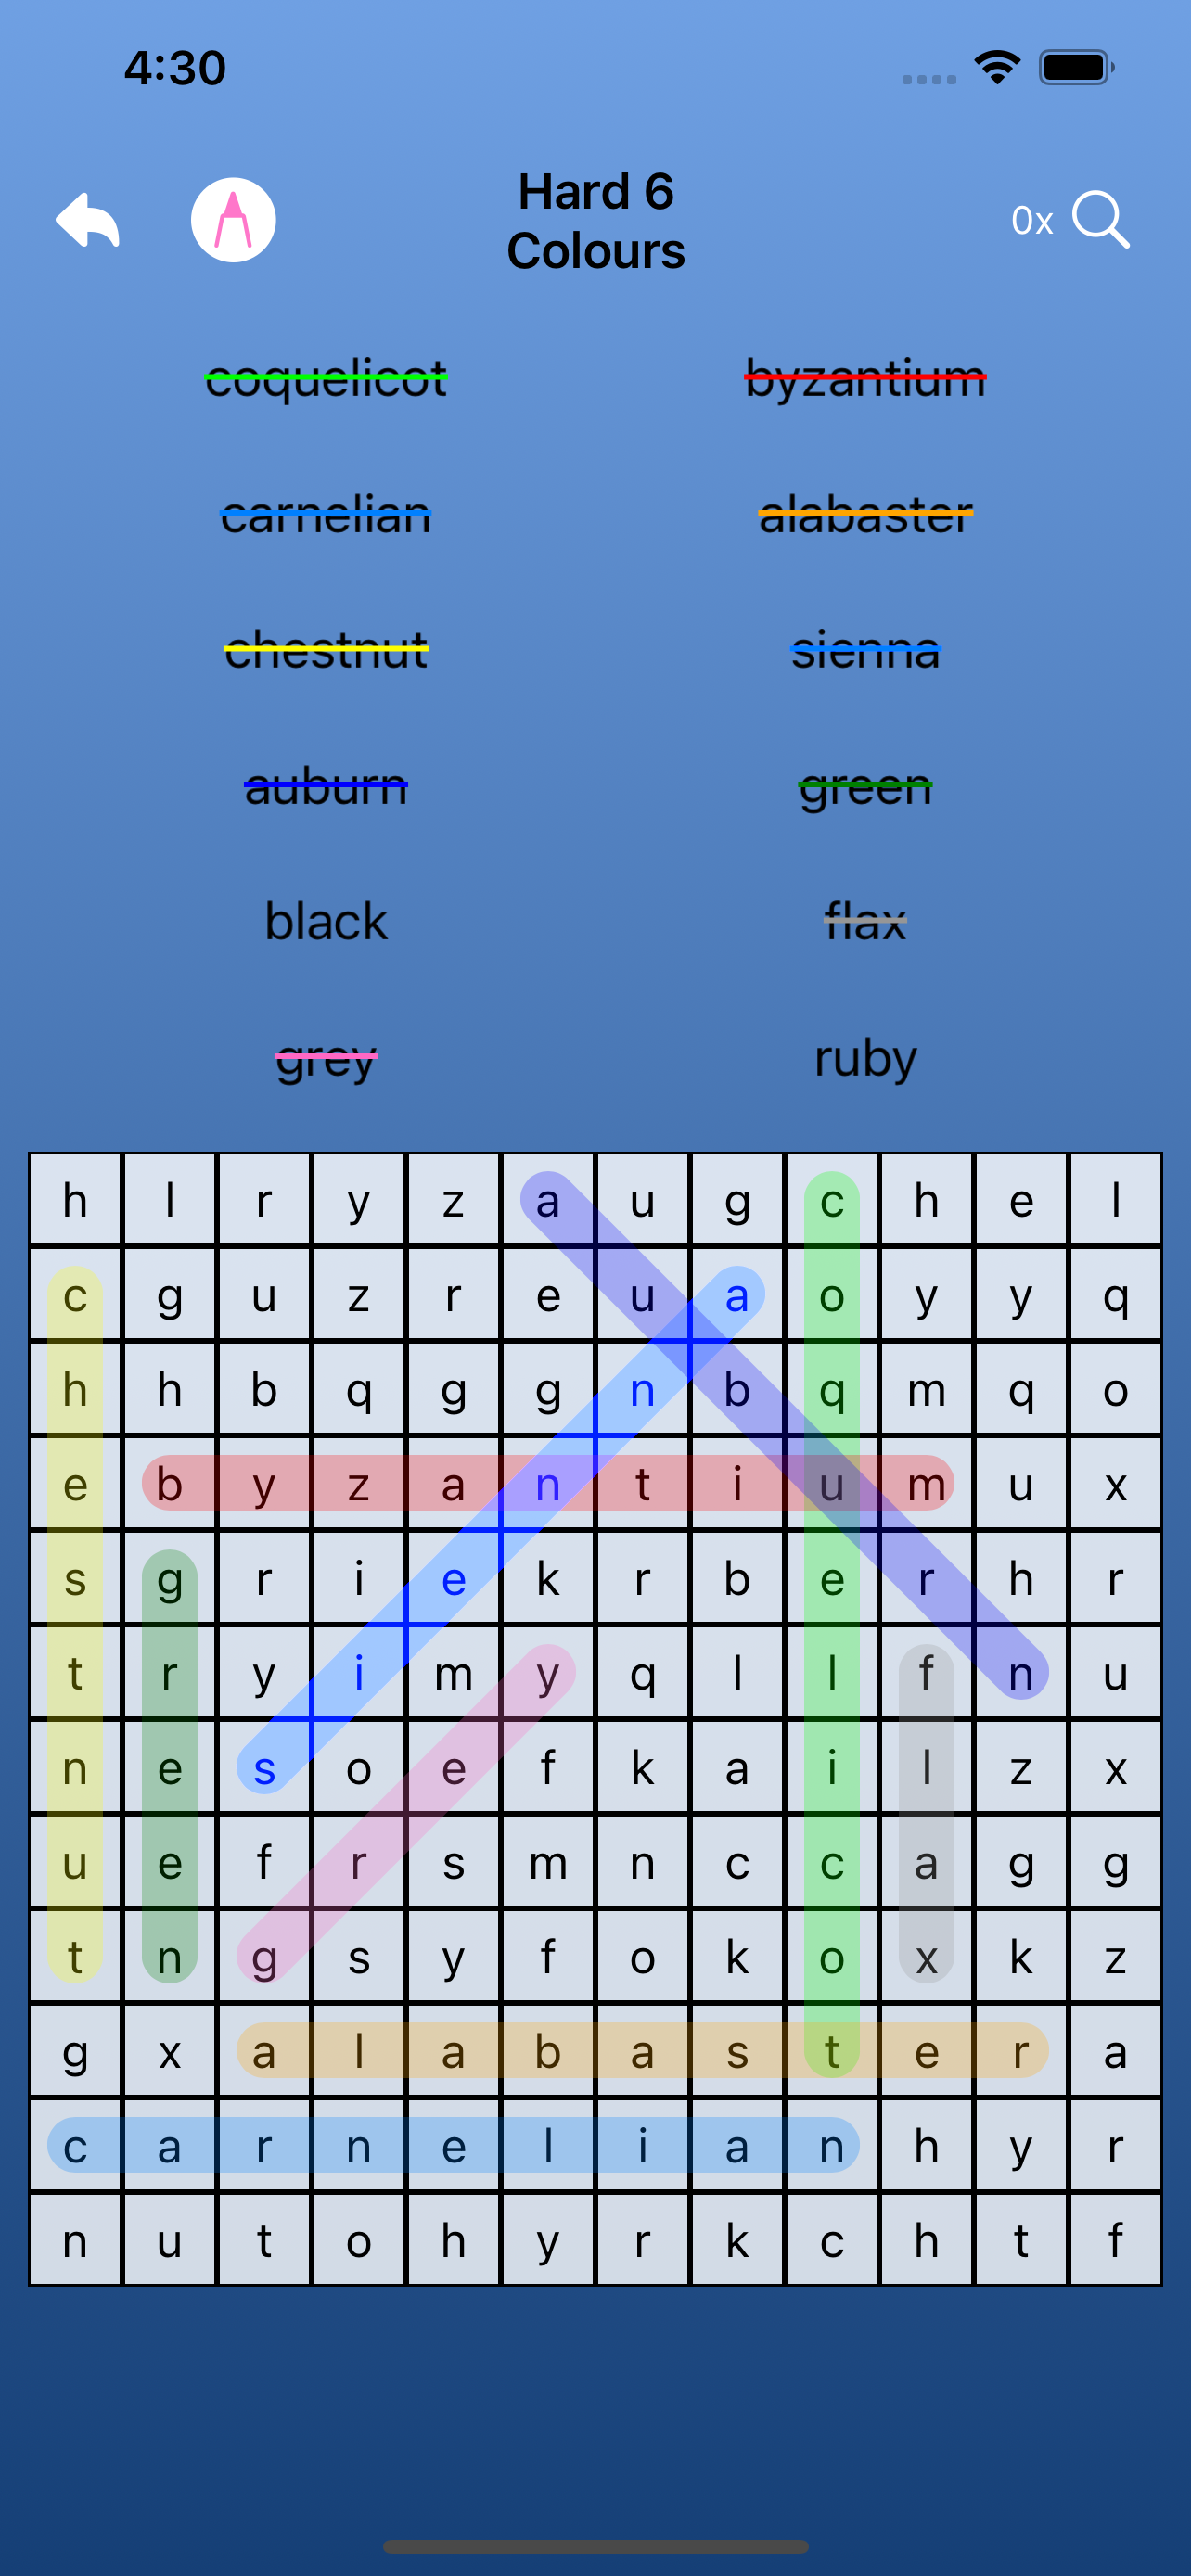 4:30
Hard 6
Colours
0x
coquelicot byzantium
carnelian alabaster
chestnut sienna
auburn green
black flax
grey ruby
h l r y z a u g c h e l
c g u z r e u a o y y q
h h b q g g n b q m q o
e b y z a n t i u m u x
s g r i e k r b e r h r
t r y i m y q l l f n u
n e s o e f k a i l z x
u e f r s m n c c a g g
t n g s y f o k o x k z
g x a l a b a s t e r a
c a r n e l i a n h y r
n u t o h y r k c h t f